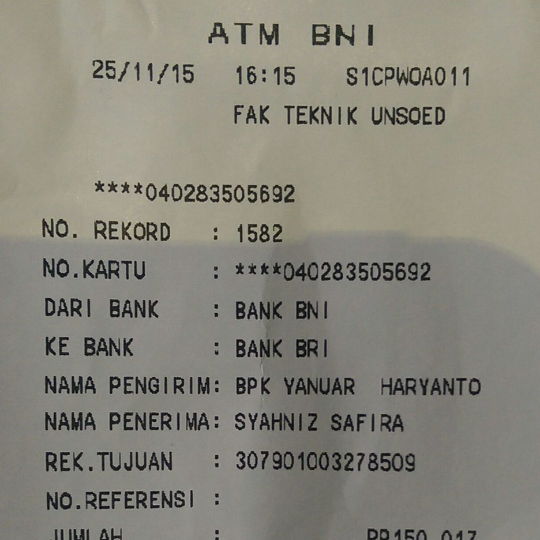 ATM BNI
25/11/15 16:15 S1CPWOA011
FAK TEKNIK UNSOED
****040283505692
NO. REKORD : 1582
NO.KARTU : ****040283505692
DARI BANK : BANK BNI
KE BANK : BANK BRI
NAMA PENGIRIM: BPK YANUAR HARYANTO
NAMA PENERIMA: SYAHNIZ SAFIRA
REK.TUJUAN : 307901003278509
NO.REFERENSI :
JUMLAH :